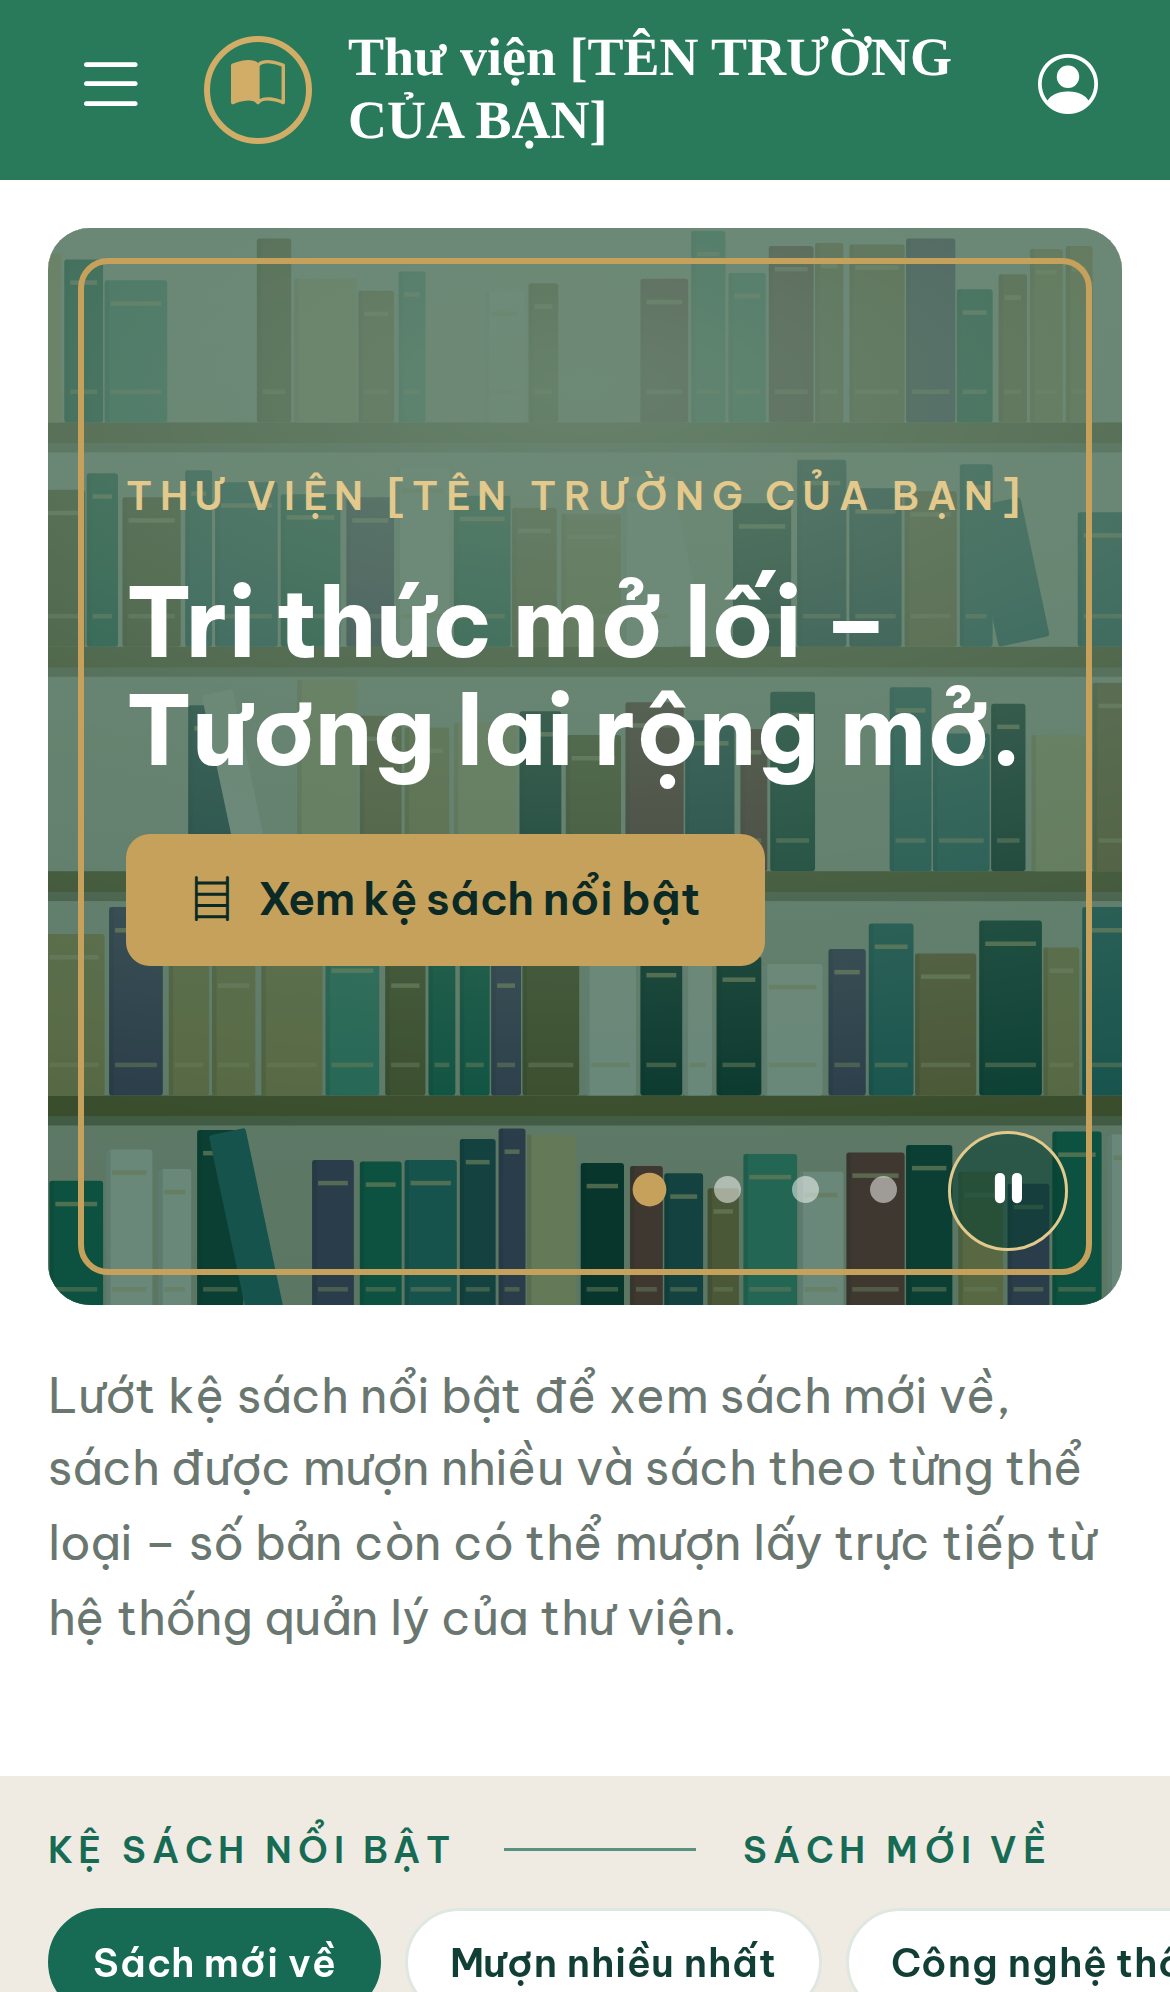 Thư viện [TÊN TRƯỜNG
CỦA BẠN]
THƯ VIỆN [TÊN TRƯỜNG CỦA BẠN]
Tri thức mở lối –
Tương lai rộng mở.
Xem kệ sách nổi bật
Lướt kệ sách nổi bật để xem sách mới về,
sách được mượn nhiều và sách theo từng thể
loại – số bản còn có thể mượn lấy trực tiếp từ
hệ thống quản lý của thư viện.
KỆ SÁCH NỔI BẬT SÁCH MỚI VỀ
Sách mới về Mượn nhiều nhất Công nghệ